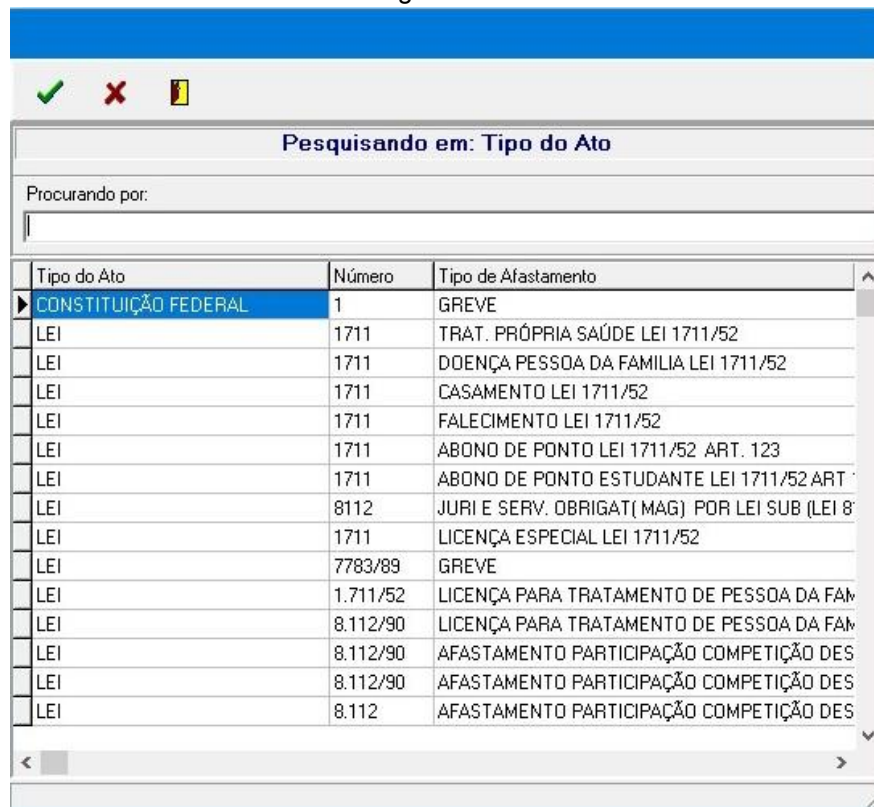 Pesquisando em: Tipo do Ato
Procurando por:
Tipo do Ato Número Tipo de Afastamento
CONSTITUIÇÃO FEDERAL 1 GREVE
LEI 1711 TRAT. PRÓPRIA SAÚDE LEI 1711/52
LEI 1711 DOENÇA PESSOA DA FAMILIA LEI 1711/52
LEI 1711 CASAMENTO LEI 1711/52
LEI 1711 FALECIMENTO LEI 1711/52
LEI 1711 ABONO DE PONTO LEI 1711/52 ART. 123
LEI 1711 ABONO DE PONTO ESTUDANTE LEI 1711/52 ART
LEI 8112 JURI E SERV. OBRIGAT( MAG) POR LEI SUB (LEI
LEI 1711 LICENÇA ESPECIAL LEI 1711/52
LEI 7783/89 GREVE
LEI 1.711/52 LICENÇA PARA TRATAMENTO DE PESSOA DA
LEI 8.112/90 LICENÇA PARA TRATAMENTO DE PESSOA DA
LEI 8.112/90 AFASTAMENTO PARTICIPAÇÃO COMPETIÇÃO DES
LEI 8.112/90 AFASTAMENTO PARTICIPAÇÃO COMPETIÇÃO DES
LEI 8.112 AFASTAMENTO PARTICIPAÇÃO COMPETIÇÃO DES